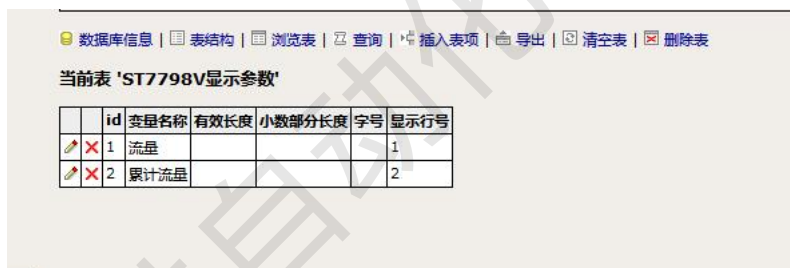 数据库信息 | 表结构 | 浏览表 | 查询 | 插入表项 | 导出 | 清空表 | 删除表
当前表 'ST7798V显示参数'
id 变量名称 有效长度 小数部分长度 字号 显示行号
1 流量 1
2 累计流量 2
自动化